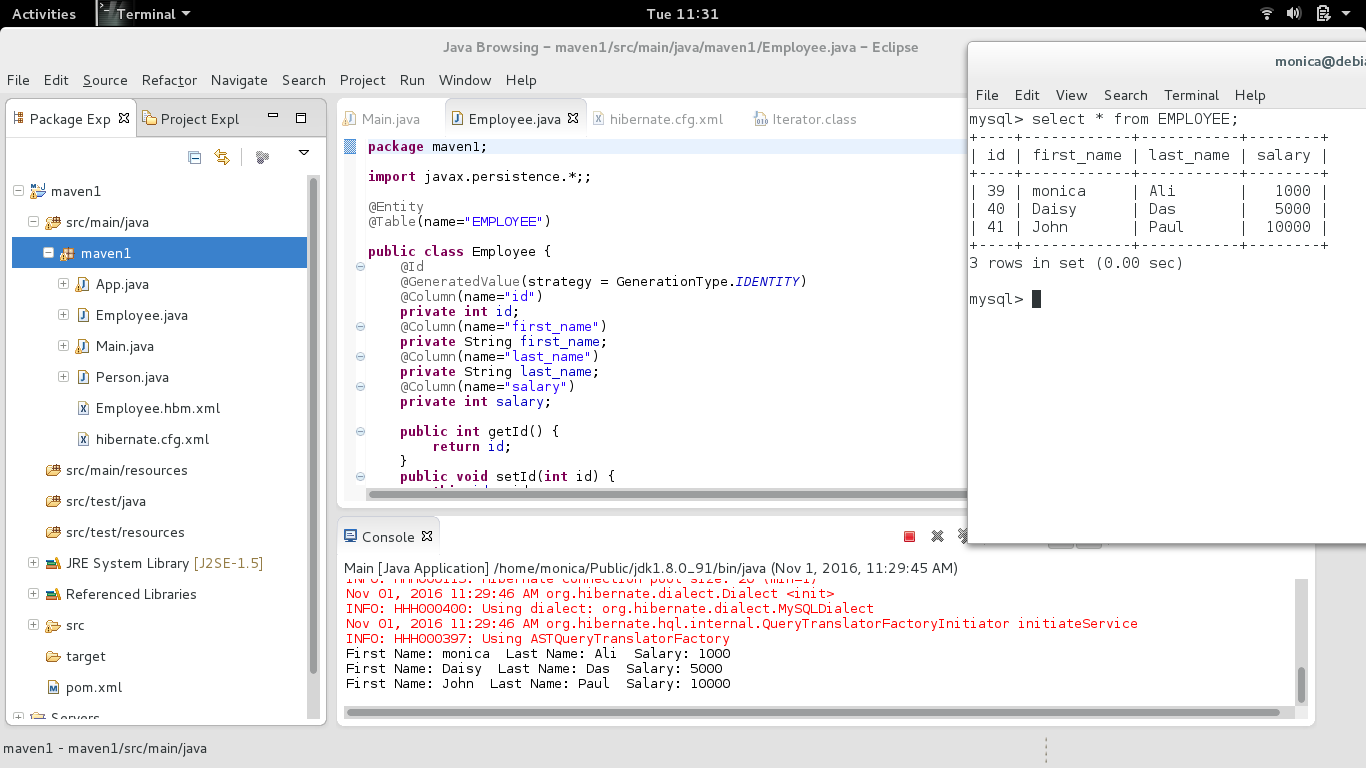 Activities Terminal Tue 11:31
Java Browsing – maven1/src/main/java/maven1/Employee.java – Eclipse
File Edit Source Refactor Navigate Search Project Run Window Help
Package Exp Project Expl
maven1
src/main/java
maven1
App.java
Employee.java
Main.java
Person.java
Employee.hbm.xml
hibernate.cfg.xml
src/main/resources
src/test/java
src/test/resources
JRE System Library [J2SE-1.5]
Referenced Libraries
src
target
pom.xml
Servers
Main.java Employee.java hibernate.cfg.xml Iterator.class
package maven1;
import javax.persistence.*;;
@Entity
@Table(name="EMPLOYEE")
public class Employee {
@Id
@GeneratedValue(strategy = GenerationType.IDENTITY)
@Column(name="id")
private int id;
@Column(name="first_name")
private String first_name;
@Column(name="last_name")
private String last_name;
@Column(name="salary")
private int salary;
public int getId() {
return id;
}
public void setId(int id) {
monica@debia
File Edit View Search Terminal Help
mysql> select * from EMPLOYEE;
+----+------------+-----------+--------+
| id | first_name | last_name | salary |
+----+------------+-----------+--------+
| 39 | monica | Ali | 1000 |
| 40 | Daisy | Das | 5000 |
| 41 | John | Paul | 10000 |
+----+------------+-----------+--------+
3 rows in set (0.00 sec)
mysql>
Console
Main [Java Application] /home/monica/Public/jdk1.8.0_91/bin/java (Nov 1, 2016, 11:29:45 AM)
INFO: HHH000115: Hibernate connection pool size: 20 (min=1)
Nov 01, 2016 11:29:46 AM org.hibernate.dialect.Dialect <init>
INFO: HHH000400: Using dialect: org.hibernate.dialect.MySQLDialect
Nov 01, 2016 11:29:46 AM org.hibernate.hql.internal.QueryTranslatorFactoryInitiator initiateService
INFO: HHH000397: Using ASTQueryTranslatorFactory
First Name: monica Last Name: Ali Salary: 1000
First Name: Daisy Last Name: Das Salary: 5000
First Name: John Last Name: Paul Salary: 10000
maven1 - maven1/src/main/java